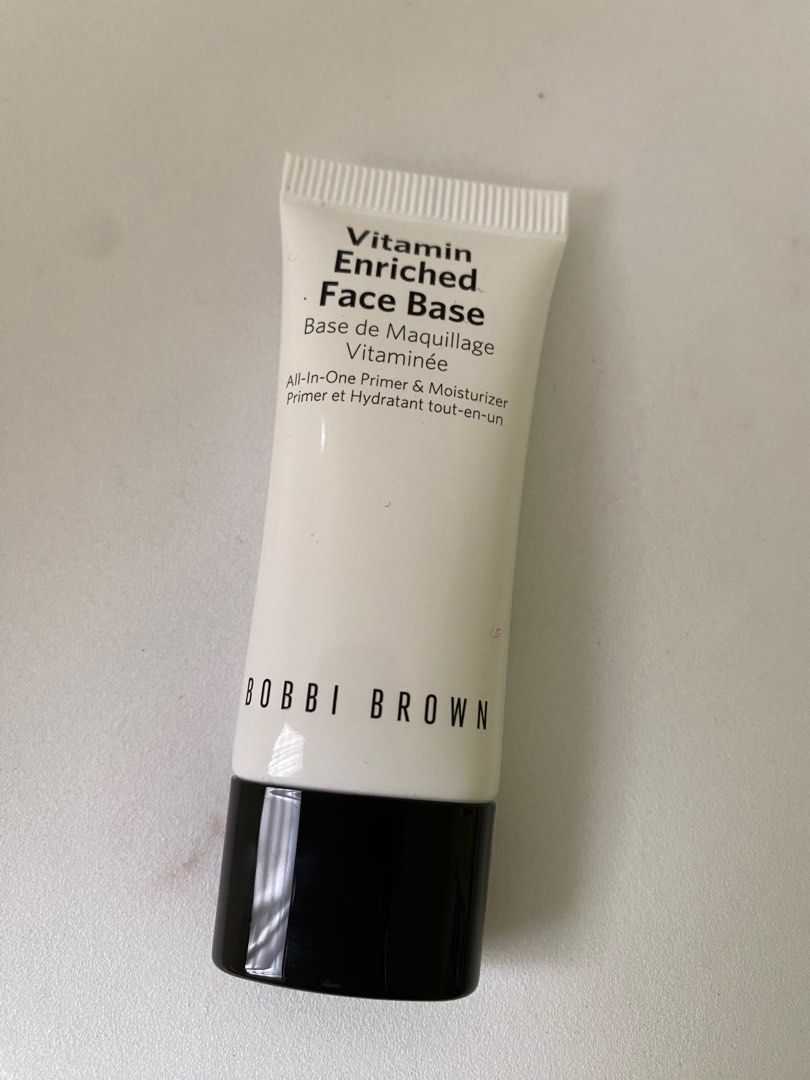 Vitamin
Enriched
Face Base
Base de Maquillage
Vitaminée
All-In-One Primer & Moisturizer
Primer et Hydratant tout-en-un
BOBBI BROWN